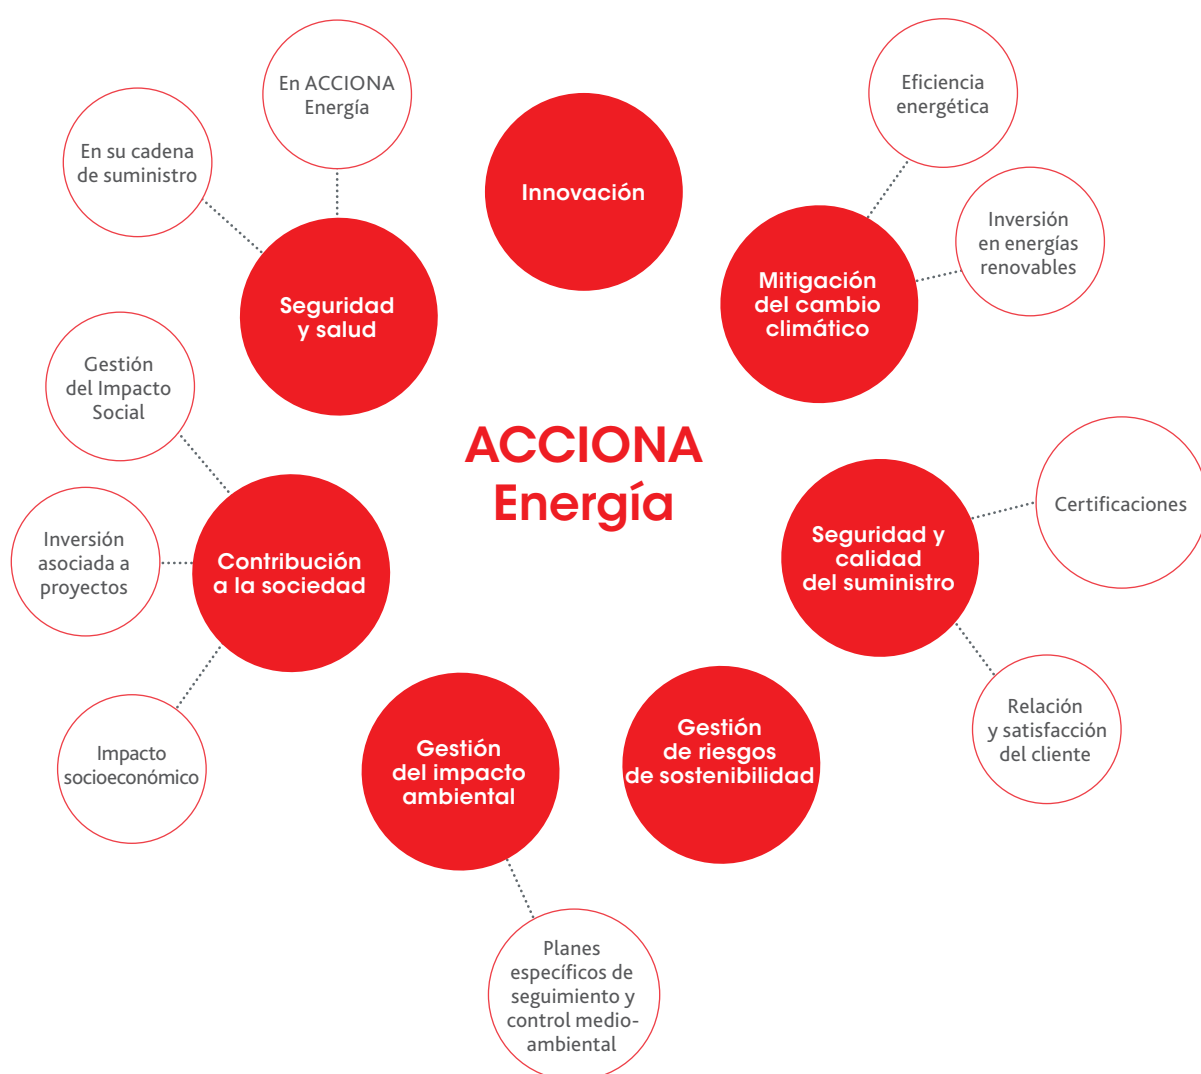 En ACCIONA
Energía
En su cadena
de suministro
Seguridad
y salud
Innovación
Eficiencia
energética
Inversión
en energías
renovables
Mitigación
del cambio
climático
ACCIONA
Energía
Gestión
del Impacto
Social
Inversión
asociada a
proyectos
Impacto
socioeconómico
Contribución
a la sociedad
Certificaciones
Seguridad y
calidad
del suministro
Relación
y satisfacción
del cliente
Gestión
del impacto
ambiental
Gestión
de riesgos
de sostenibilidad
Planes
específicos de
seguimiento y
control medio-
ambiental